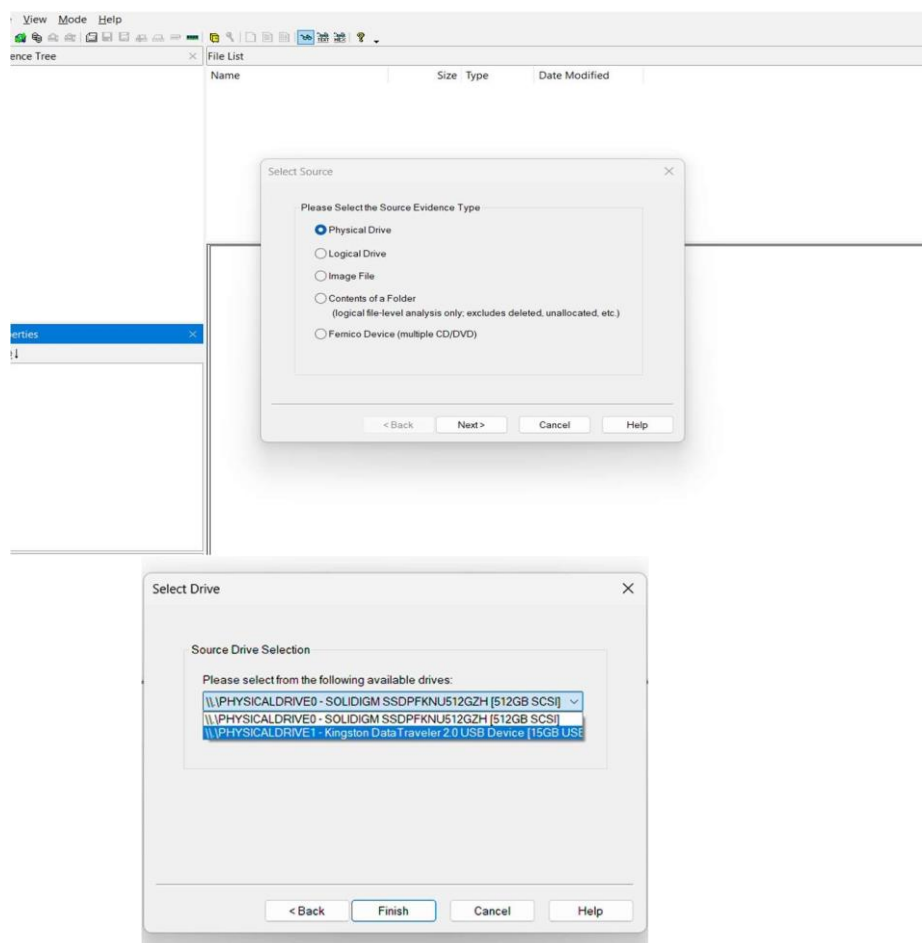 View Mode Help
ence Tree
File List
Name Size Type Date Modified
Select Source
Please Select the Source Evidence Type
Physical Drive
Logical Drive
Image File
Contents of a Folder
(logical file-level analysis only; excludes deleted, unallocated, etc.)
Femico Device (multiple CD/DVD)
erties
< Back Next > Cancel Help
Select Drive
Source Drive Selection
Please select from the following available drives:
\\.\PHYSICALDRIVE0 - SOLIDIGM SSDPFKNU512GZH [512GB SCSI]
\\.\PHYSICALDRIVE0 - SOLIDIGM SSDPFKNU512GZH [512GB SCSI]
\\.\PHYSICALDRIVE1 - Kingston DataTraveler 2.0 USB Device [15GB USE
< Back Finish Cancel Help